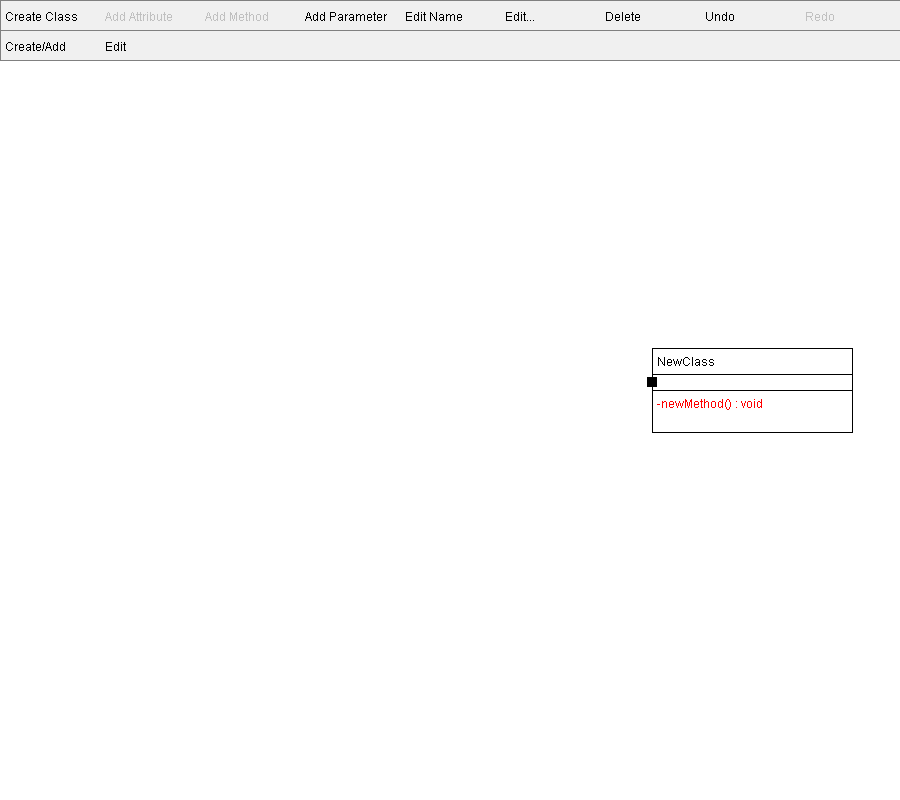 Create Class Add Attribute Add Method Add Parameter Edit Name Edit... Delete Undo Redo
Create/Add Edit
NewClass
-newMethod() : void